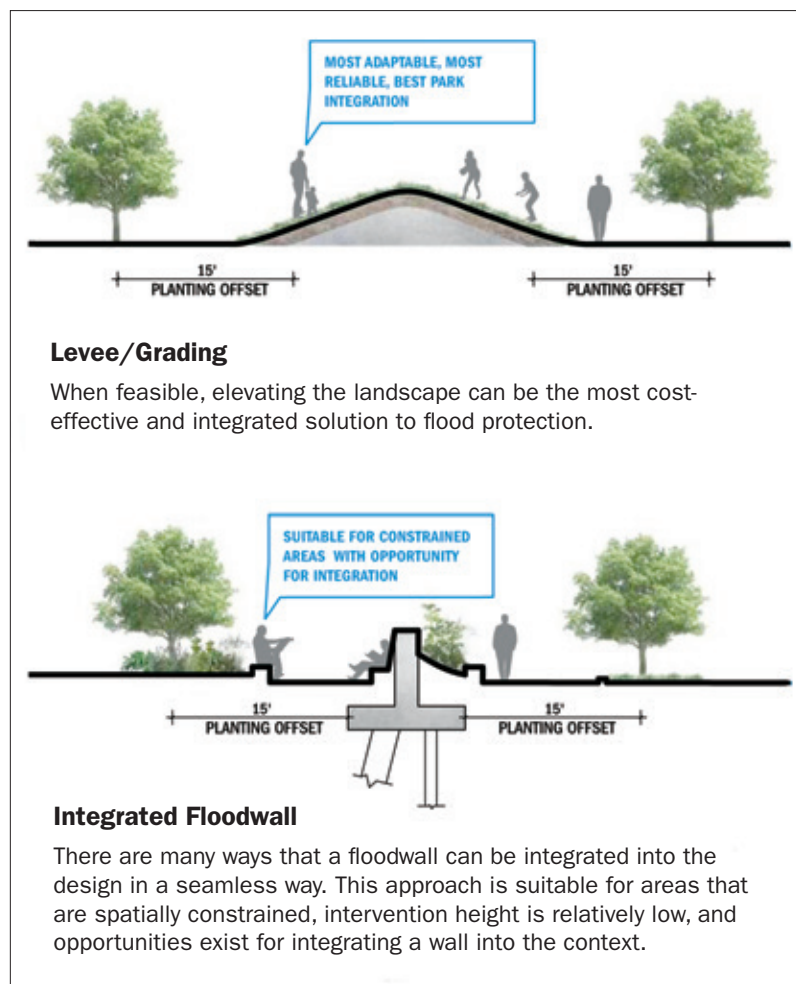 MOST ADAPTABLE, MOST
RELIABLE, BEST PARK
INTEGRATION
15'
PLANTING OFFSET
15'
PLANTING OFFSET
Levee/Grading
When feasible, elevating the landscape can be the most cost-
effective and integrated solution to flood protection.
SUITABLE FOR CONSTRAINED
AREAS WITH OPPORTUNITY
FOR INTEGRATION
15'
PLANTING OFFSET
15'
PLANTING OFFSET
Integrated Floodwall
There are many ways that a floodwall can be integrated into the
design in a seamless way. This approach is suitable for areas that
are spatially constrained, intervention height is relatively low, and
opportunities exist for integrating a wall into the context.